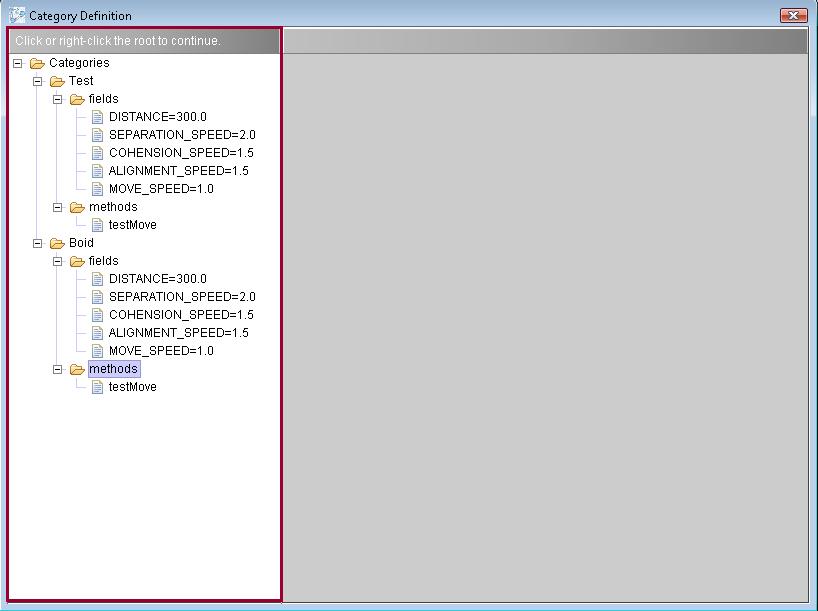 Category Definition
Click or right-click the root to continue.
Categories
Test
fields
DISTANCE=300.0
SEPARATION_SPEED=2.0
COHENSION_SPEED=1.5
ALIGNMENT_SPEED=1.5
MOVE_SPEED=1.0
methods
testMove
Boid
fields
DISTANCE=300.0
SEPARATION_SPEED=2.0
COHENSION_SPEED=1.5
ALIGNMENT_SPEED=1.5
MOVE_SPEED=1.0
methods
testMove